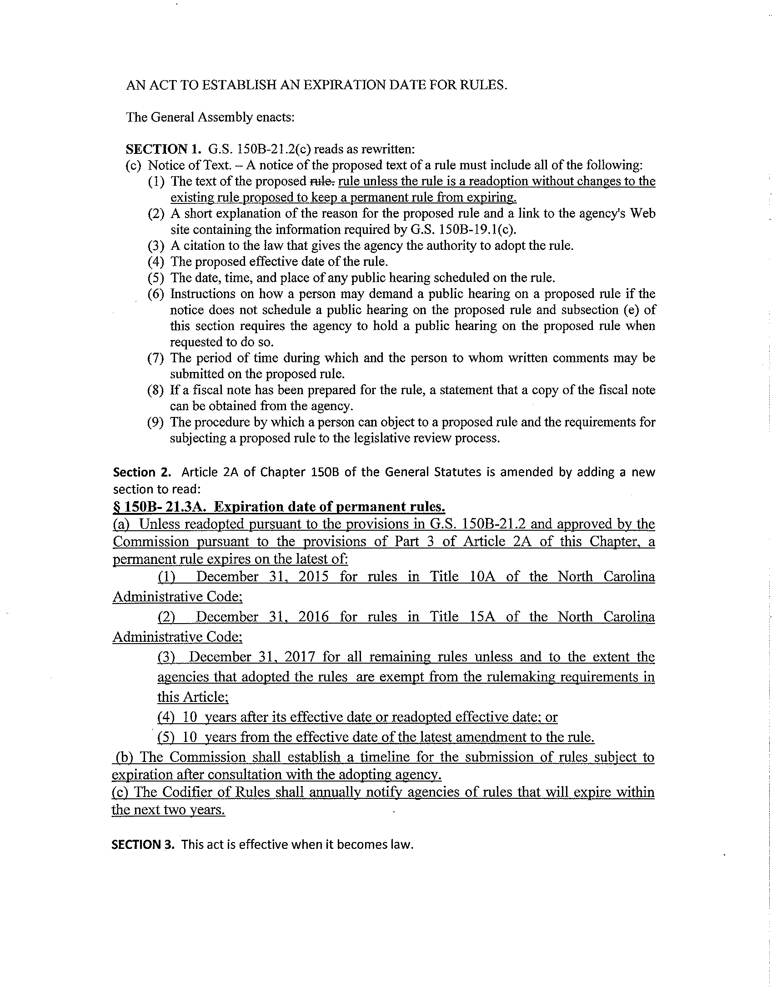 AN ACT TO ESTABLISH AN EXPIRATION DATE FOR RULES.
The General Assembly enacts:
SECTION 1. G.S. 150B-21.2(c) reads as rewritten:
(c) Notice of Text. – A notice of the proposed text of a rule must include all of the following:
(1) The text of the proposed rule. rule unless the rule is a readoption without changes to the
existing rule proposed to keep a permanent rule from expiring.
(2) A short explanation of the reason for the proposed rule and a link to the agency's Web
site containing the information required by G.S. 150B-19.1(c).
(3) A citation to the law that gives the agency the authority to adopt the rule.
(4) The proposed effective date of the rule.
(5) The date, time, and place of any public hearing scheduled on the rule.
(6) Instructions on how a person may demand a public hearing on a proposed rule if the
notice does not schedule a public hearing on the proposed rule and subsection (e) of
this section requires the agency to hold a public hearing on the proposed rule when
requested to do so.
(7) The period of time during which and the person to whom written comments may be
submitted on the proposed rule.
(8) If a fiscal note has been prepared for the rule, a statement that a copy of the fiscal note
can be obtained from the agency.
(9) The procedure by which a person can object to a proposed rule and the requirements for
subjecting a proposed rule to the legislative review process.
Section 2. Article 2A of Chapter 150B of the General Statutes is amended by adding a new
section to read:
§ 150B- 21.3A. Expiration date of permanent rules.
(a) Unless readopted pursuant to the provisions in G.S. 150B-21.2 and approved by the
Commission pursuant to the provisions of Part 3 of Article 2A of this Chapter, a
permanent rule expires on the latest of:
(1) December 31, 2015 for rules in Title 10A of the North Carolina
Administrative Code;
(2) December 31, 2016 for rules in Title 15A of the North Carolina
Administrative Code;
(3) December 31, 2017 for all remaining rules unless and to the extent the
agencies that adopted the rules are exempt from the rulemaking requirements in
this Article;
(4) 10 years after its effective date or readopted effective date; or
(5) 10 years from the effective date of the latest amendment to the rule.
(b) The Commission shall establish a timeline for the submission of rules subject to
expiration after consultation with the adopting agency.
(c) The Codifier of Rules shall annually notify agencies of rules that will expire within
the next two years.
SECTION 3. This act is effective when it becomes law.